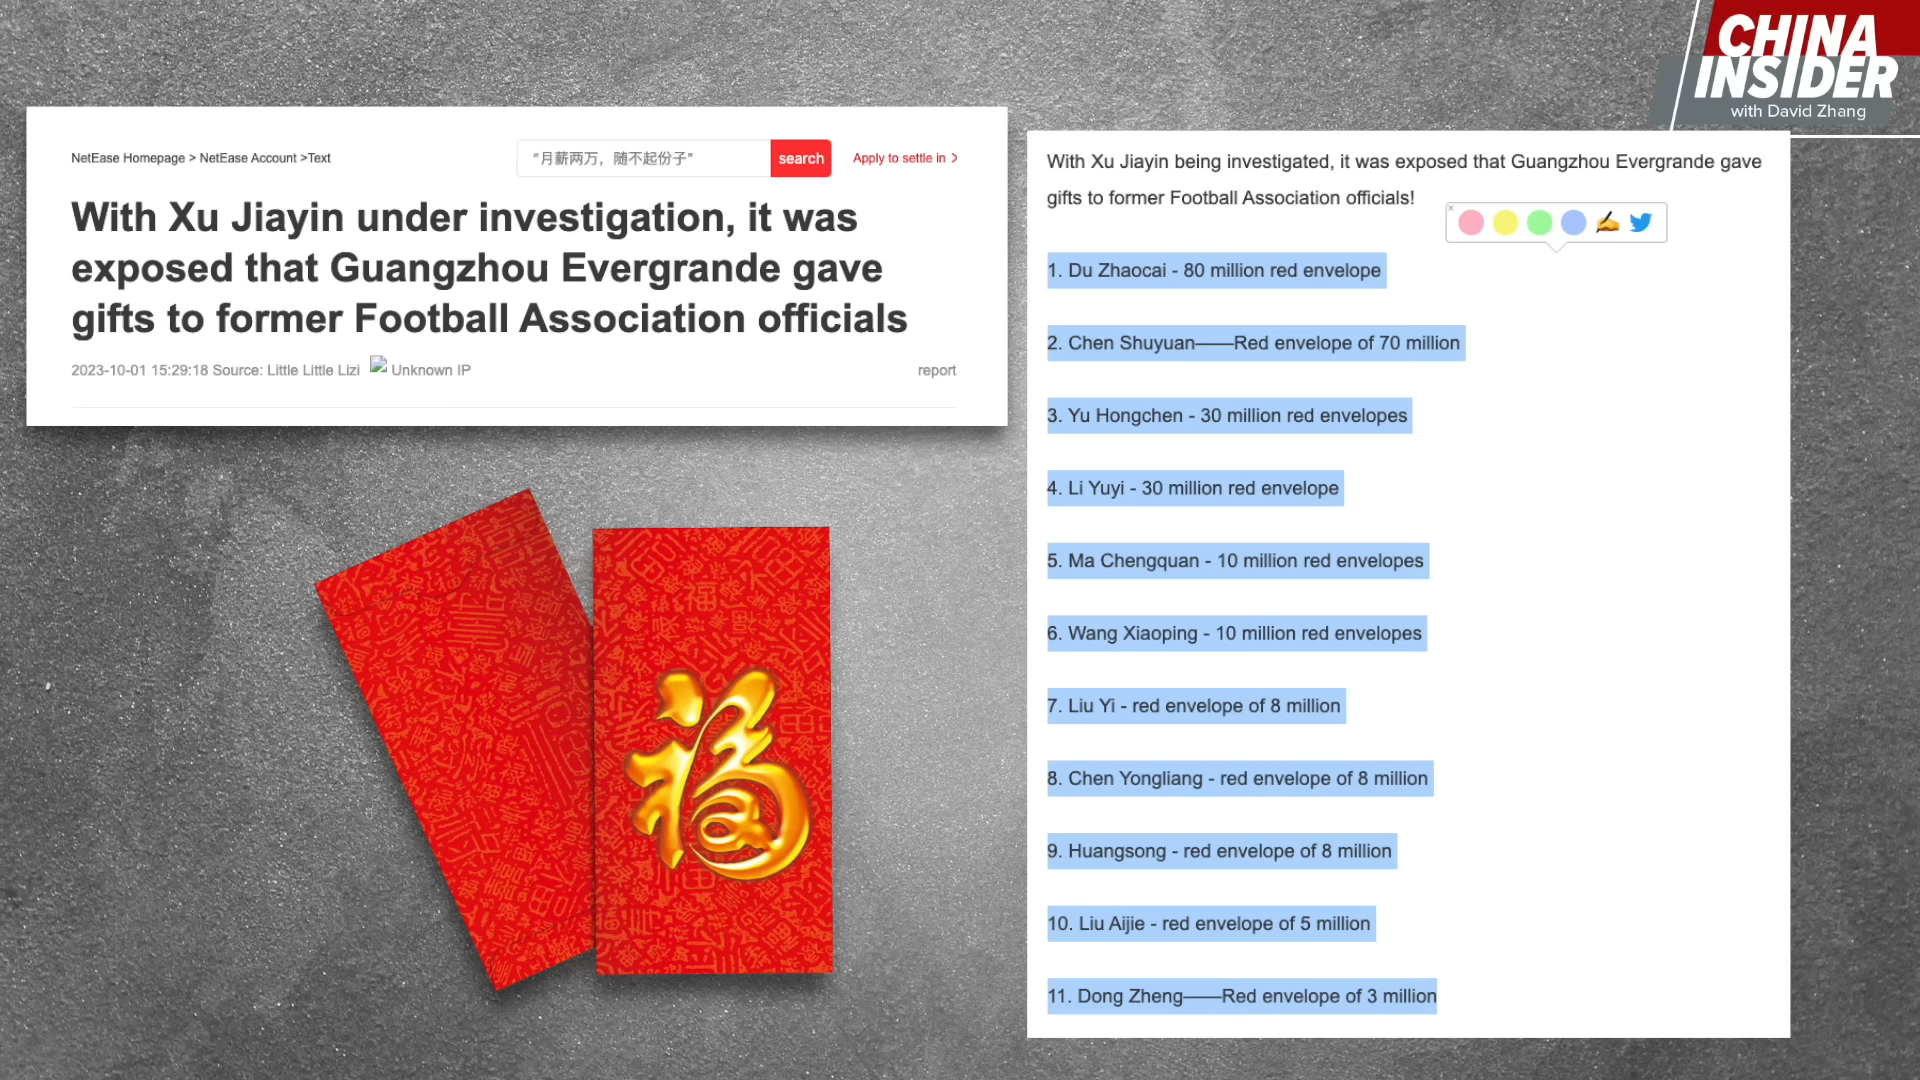 CHINA
INSIDER
with David Zhang
NetEase Homepage > NetEase Account >Text
“月薪两万，随不起份子”
search
Apply to settle in >
With Xu Jiayin under investigation, it was
exposed that Guangzhou Evergrande gave
gifts to former Football Association officials
2023-10-01 15:29:18 Source: Little Little Lizi
Unknown IP
report
福
With Xu Jiayin being investigated, it was exposed that Guangzhou Evergrande gave
gifts to former Football Association officials!
1. Du Zhaocai - 80 million red envelope
2. Chen Shuyuan——Red envelope of 70 million
3. Yu Hongchen - 30 million red envelopes
4. Li Yuyi - 30 million red envelope
5. Ma Chengquan - 10 million red envelopes
6. Wang Xiaoping - 10 million red envelopes
7. Liu Yi - red envelope of 8 million
8. Chen Yongliang - red envelope of 8 million
9. Huangsong - red envelope of 8 million
10. Liu Aijie - red envelope of 5 million
11. Dong Zheng——Red envelope of 3 million